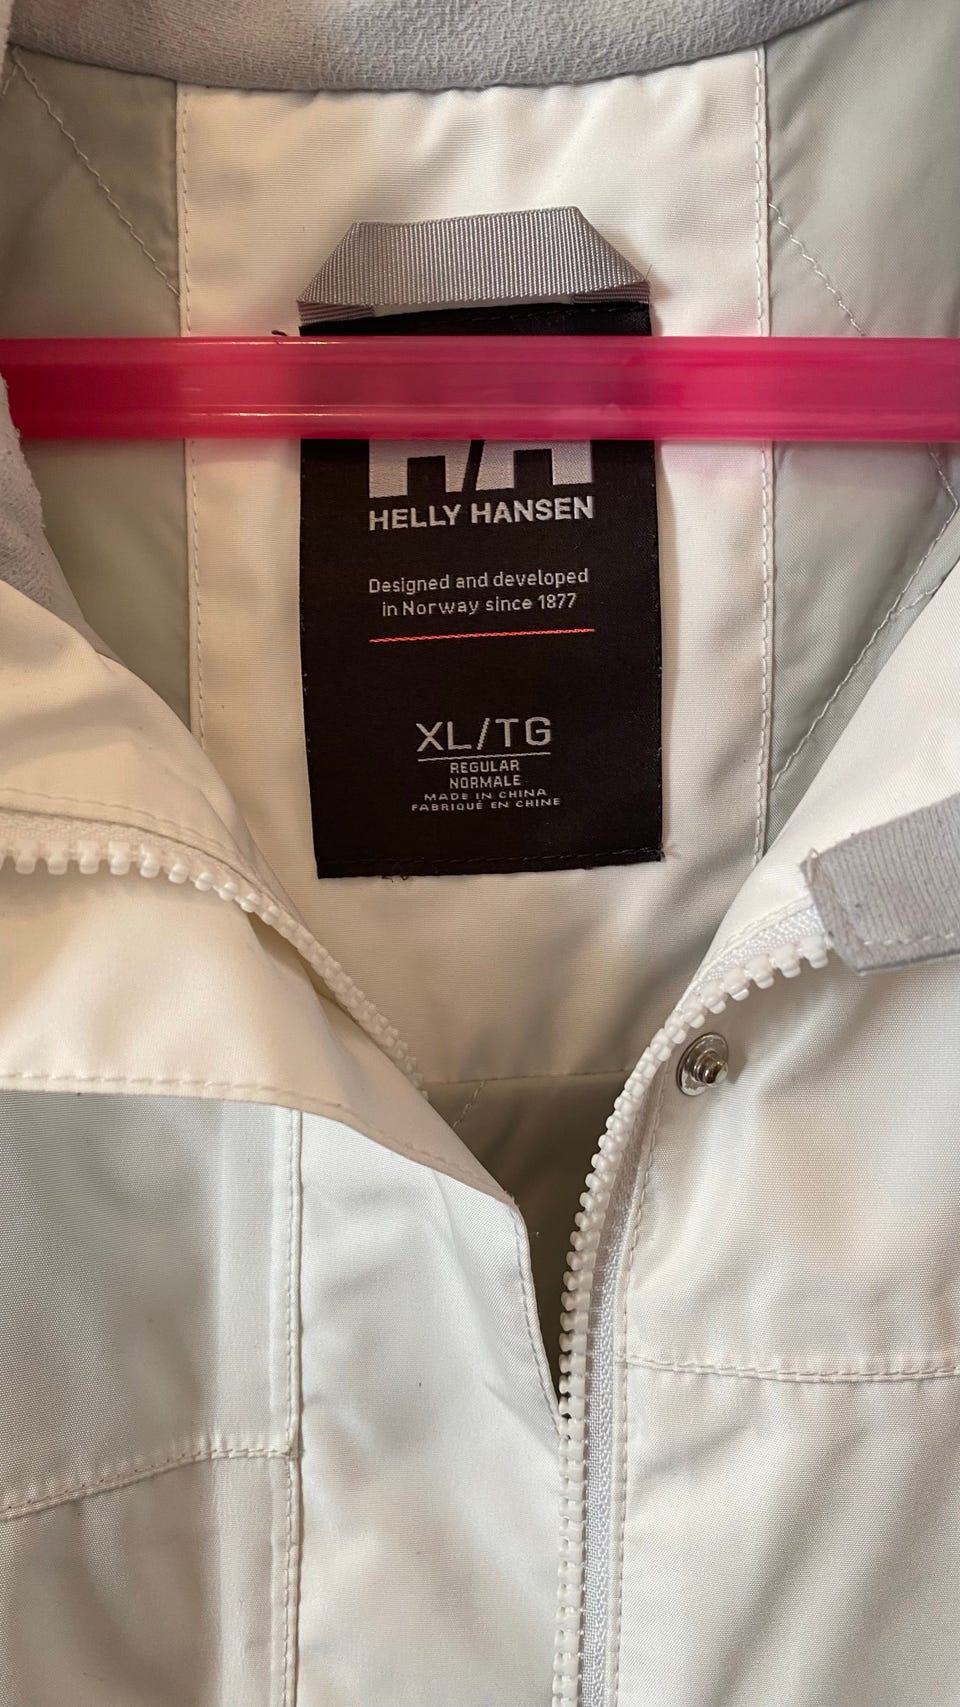 HH
HELLY HANSEN
Designed and developed
in Norway since 1877
XL/TG
REGULAR
NORMALE
MADE IN CHINA
FABRIQUÉ EN CHINE